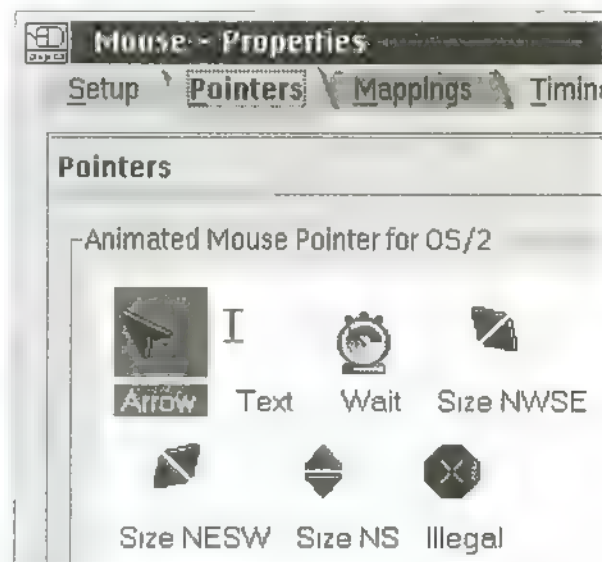 Mouse - Properties
Setup Pointers Mappings
Pointers
Animated Mouse Pointer for OS/2
Arrow Text Wait Size NWSE
Size NESW Size NS Illegal